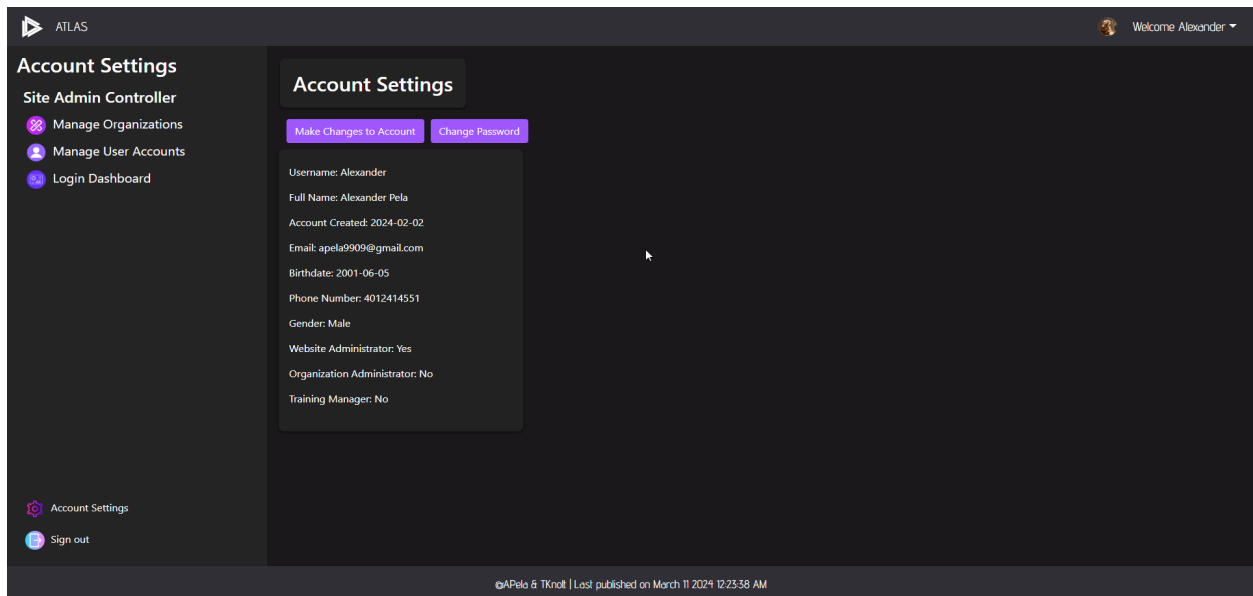 ATLAS
Welcome Alexander
Account Settings
Site Admin Controller
Manage Organizations
Manage User Accounts
Login Dashboard
Account Settings
Sign out
Account Settings
Make Changes to Account
Change Password
Username: Alexander
Full Name: Alexander Pela
Account Created: 2024-02-02
Email: apela9909@gmail.com
Birthdate: 2001-06-05
Phone Number: 4012414551
Gender: Male
Website Administrator: Yes
Organization Administrator: No
Training Manager: No
@APela & TKnolt | Last published on March 11 2024 12:23:38 AM